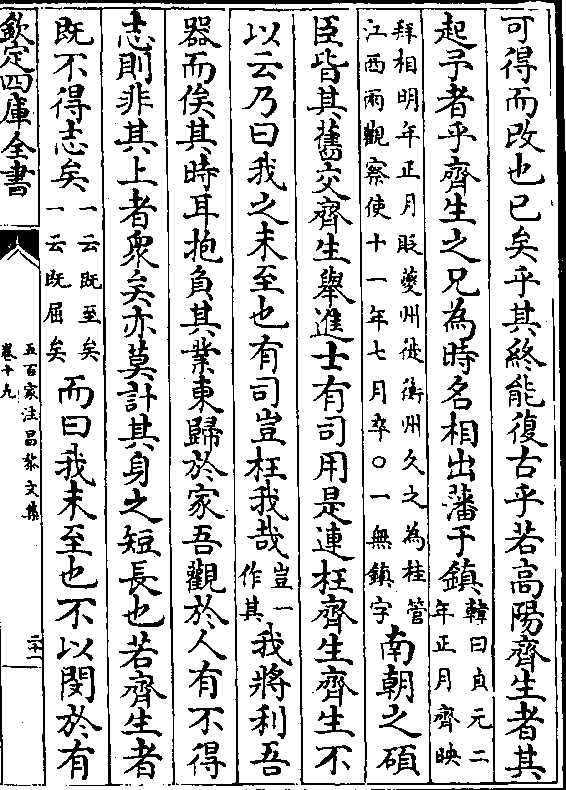 可得而改也已矣乎其終能復古乎若高陽齊生者其
起予者乎齊生之兄為時名相出藩于鎮韓曰貞元二年正月齊映
拜相明年正月貶夔州徙衡州久之為桂管江西兩觀察使十一年七月卒○一無鎮字南朝之碩
臣皆其舊交齊生舉進士有司用是連枉齊生齊生不
以云乃曰我之未至也有司豈枉我哉豈一作其我將利吾
器而俟其時耳抱負其業東歸於家吾觀於人有不得
志則非其上者衆矣亦莫計其身之短長也若齊生者
既不得志矣一云既至矣一云既屈矣而曰我未至也不以閔於有
欽定四庫全書
五百家注昌黎文集
卷十九
二十一